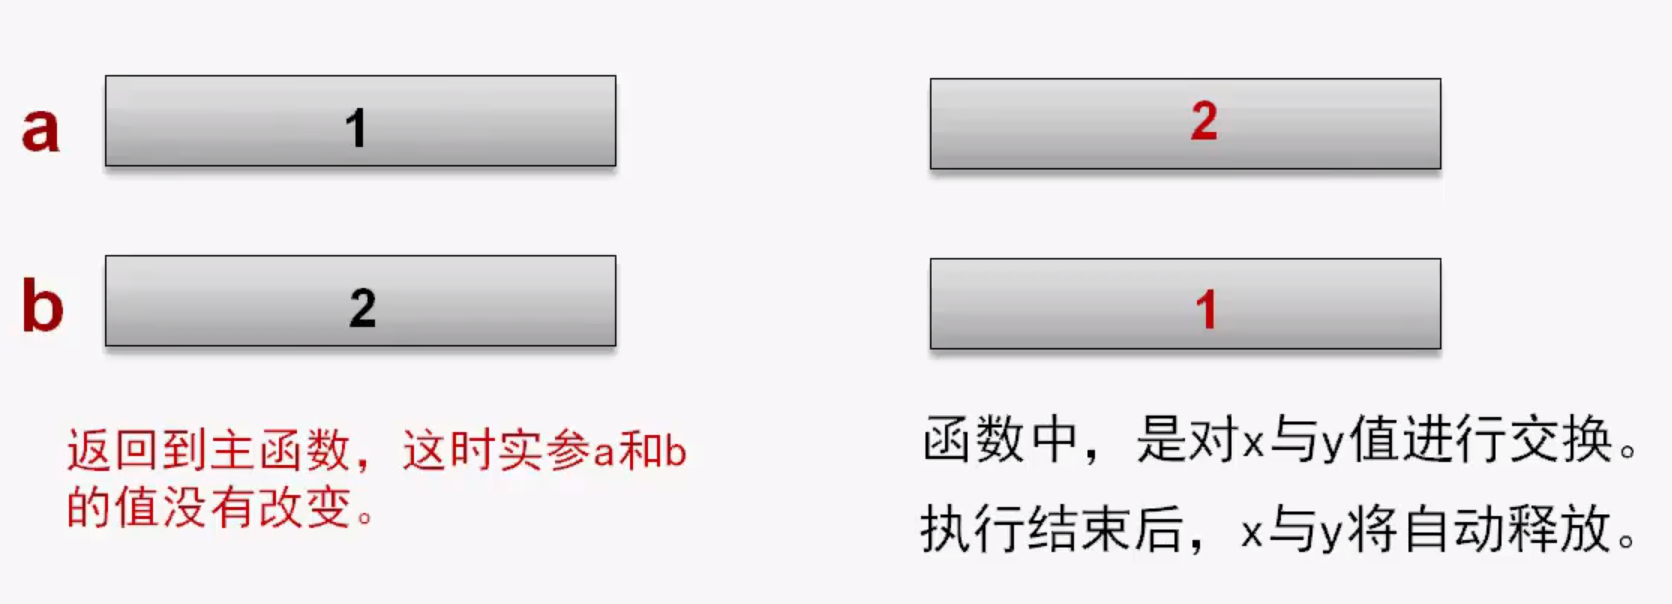 a
1
2
b
2
1
返回到主函数，这时实参a和b
的值没有改变。
函数中，是对x与y值进行交换。
执行结束后，x与y将自动释放。